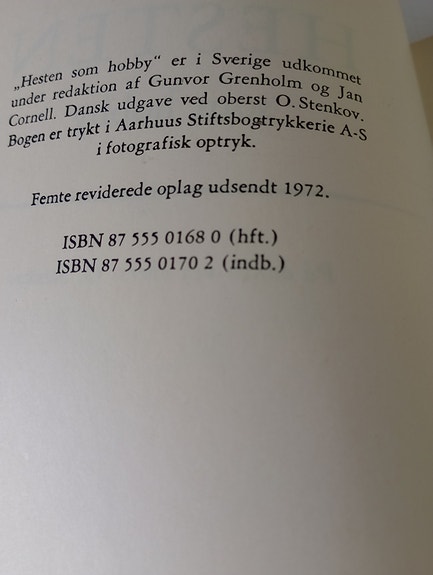 „Hesten som hobby“ er i Sverige udkommet
under redaktion af Gunvor Grenholm og Jan
Cornell. Dansk udgave ved oberst O. Stenkov.
Bogen er trykt i Aarhuus Stiftsbogtrykkerie A-S
i fotografisk optryk.
Femte reviderede oplag udsendt 1972.
ISBN 87 555 0168 0 (hft.)
ISBN 87 555 0170 2 (indb.)